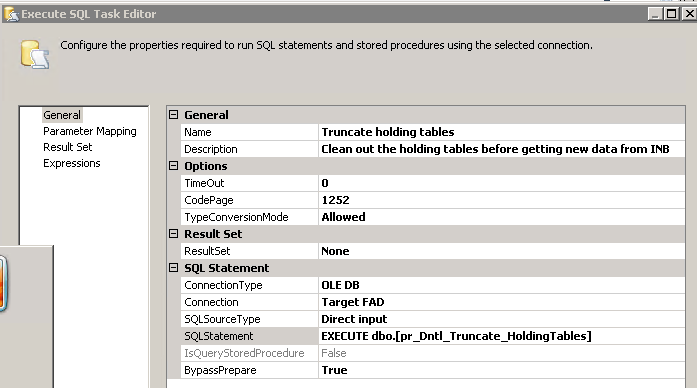 Execute SQL Task Editor
Configure the properties required to run SQL statements and stored procedures using the selected connection.
General
Parameter Mapping
Result Set
Expressions
General
Name Truncate holding tables
Description Clean out the holding tables before getting new data from INB
Options
TimeOut 0
CodePage 1252
TypeConversionMode Allowed
Result Set
ResultSet None
SQL Statement
ConnectionType OLE DB
Connection Target FAD
SQLSourceType Direct input
SQLStatement EXECUTE dbo.[pr_Dntl_Truncate_HoldingTables]
IsQueryStoredProcedure False
BypassPrepare True